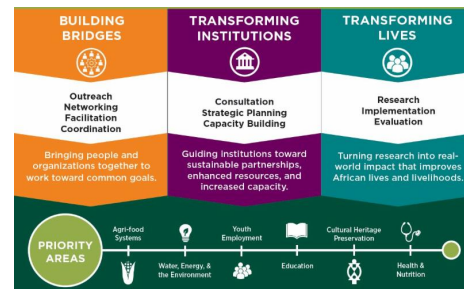 BUILDING
BRIDGES
Outreach
Networking
Facilitation
Coordination
Bringing people and
organizations together to
work toward common goals.
TRANSFORMING
INSTITUTIONS
Consultation
Strategic Planning
Capacity Building
Guiding institutions toward
sustainable partnerships,
enhanced resources, and
increased capacity.
TRANSFORMING
LIVES
Research
Implementation
Evaluation
Turning research into real-
world impact that improves
African lives and livelihoods.
PRIORITY
AREAS
Agri-food
Systems
Water, Energy, &
the Environment
Youth
Employment
Education
Cultural Heritage
Preservation
Health &
Nutrition